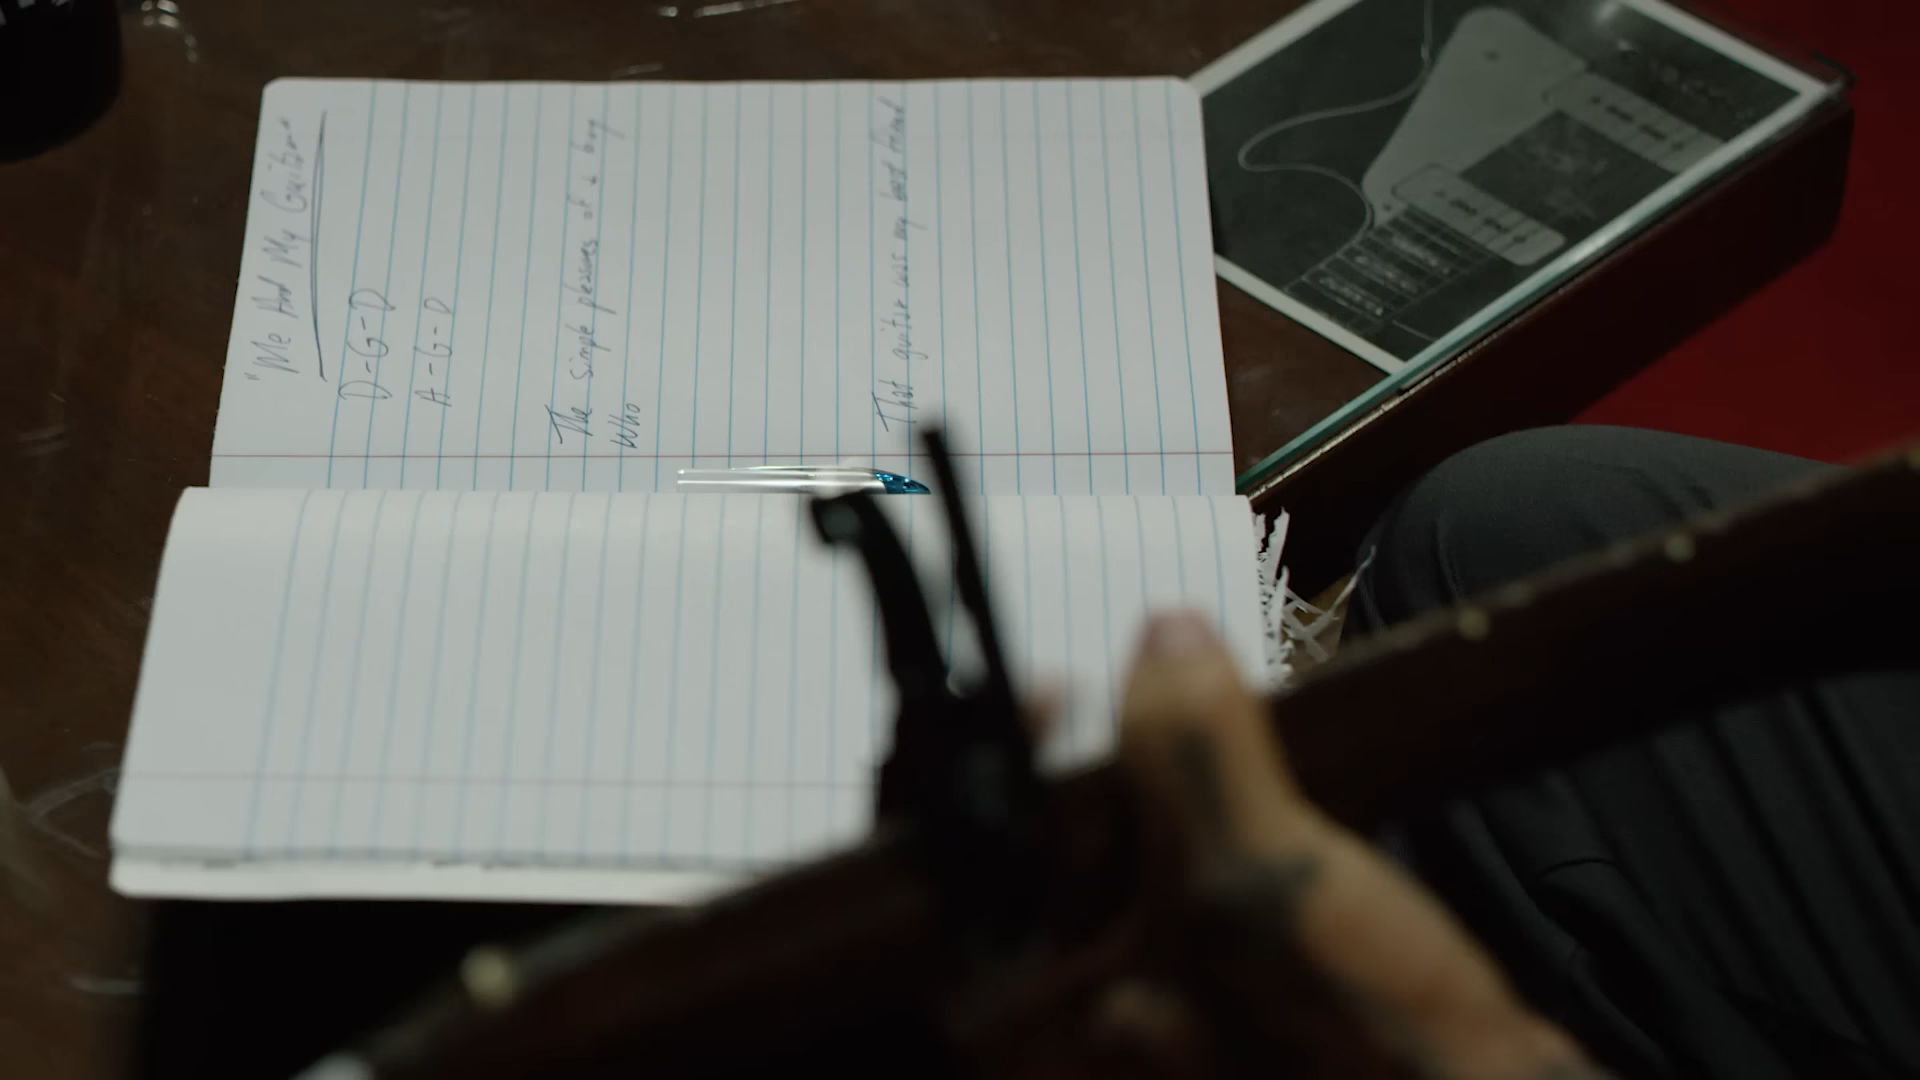 "Me And My Guitar"
D-G-D
A-G-D
The simple pleasures of a boy
Who
That guitar was my best friend